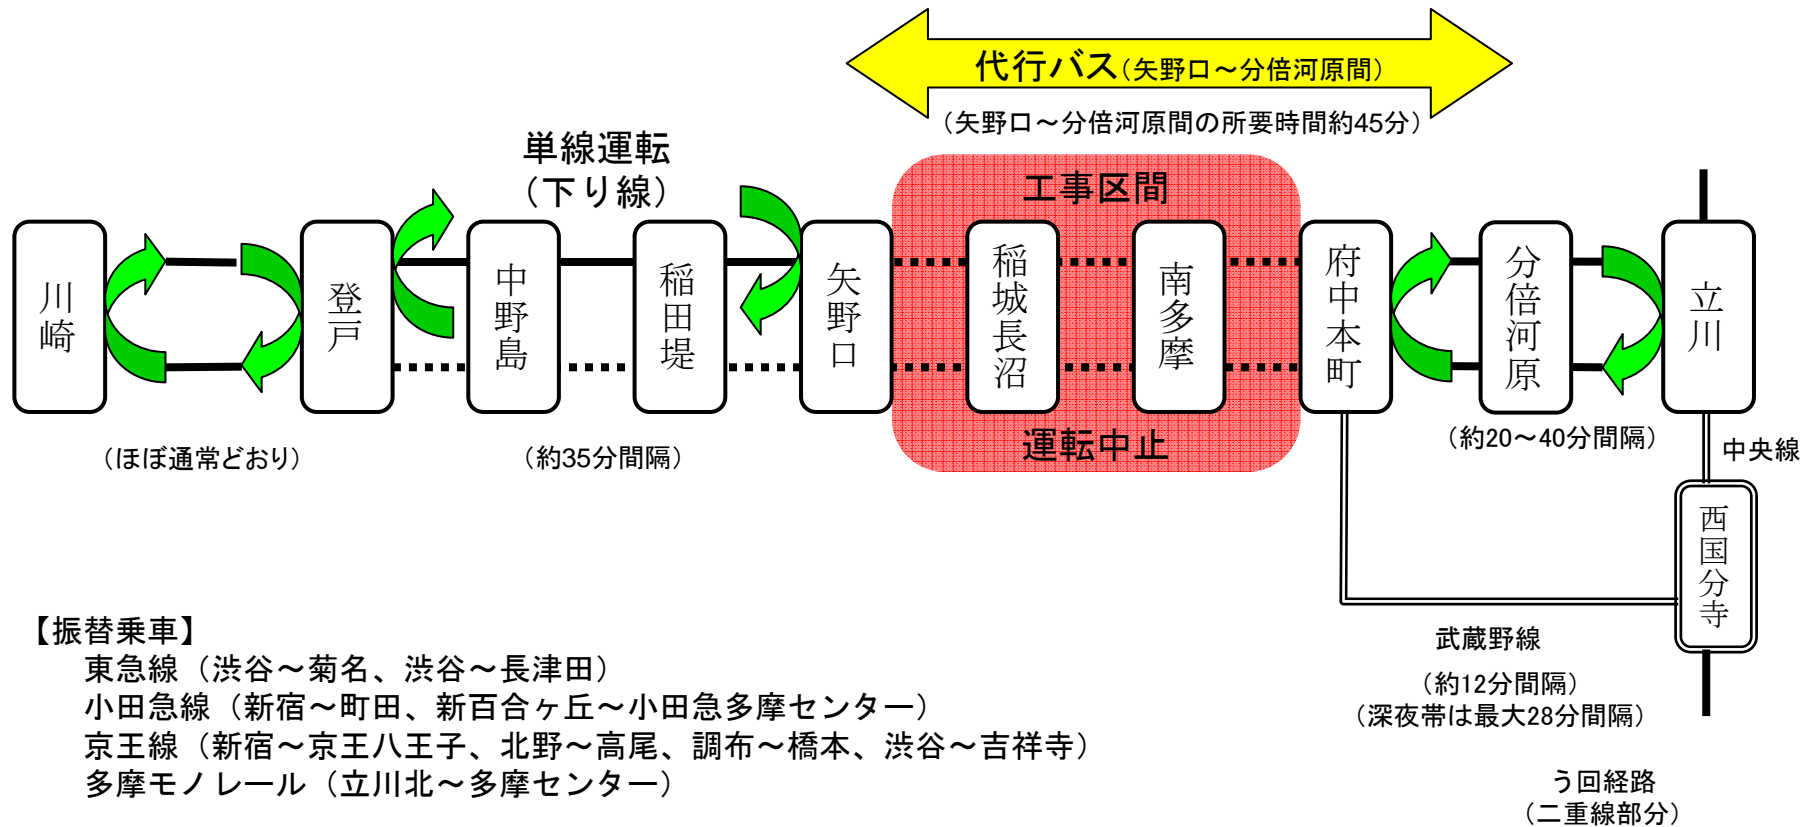 代行バス（矢野口～分倍河原間）
（矢野口～分倍河原間の所要時間約45分）
単線運転
（下り線）
工事区間
川崎
登戸
中野島
稲田堤
矢野口
稲城長沼
南多摩
府中本町
分倍河原
立川
運転中止
（ほぼ通常どおり）
（約35分間隔）
（約20～40分間隔）
中央線
西国分寺
武蔵野線
（約12分間隔）
（深夜帯は最大28分間隔）
【振替乗車】
東急線（渋谷～菊名、渋谷～長津田）
小田急線（新宿～町田、新百合ヶ丘～小田急多摩センター）
京王線（新宿～京王八王子、北野～高尾、調布～橋本、渋谷～吉祥寺）
多摩モノレール（立川北～多摩センター）
う回経路
（二重線部分）